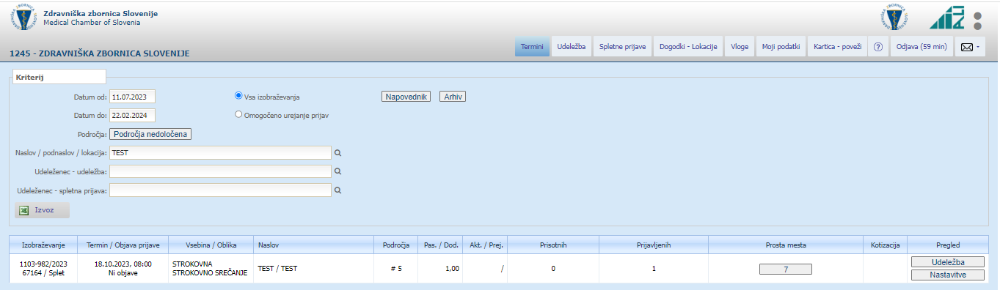 Zdravniška zbornica Slovenije
Medical Chamber of Slovenia
1245 - ZDRAVNIŠKA ZBORNICA SLOVENIJE
Termini Udeležba Spletne prijave Dogodki - Lokacije Vloge Moji podatki Kartica - poveži ? Odjava (59 min)
Kriterij
Datum od: 11.07.2023 Vsa izobraževanja Napovednik Arhiv
Datum do: 22.02.2024 Omogočeno urejanje prijav
Področja: Področja nedoločena
Naslov / podnaslov / lokacija: TEST
Udeleženec - udeležba:
Udeleženec - spletna prijava:
Izvoz
Izobraževanje Termin / Objava prijave Vsebina / Oblika Naslov Področja Pas. / Dod. Akt. / Prej. Prisotnih Prijavljenih Prosta mesta Kotizacija Pregled
1103-982/2023 18.10.2023, 08:00 STROKOVNA TEST / TEST # 5 1,00 / 0 1 7 Udeležba
67164 / Splet Ni objave STROKOVNO SREČANJE Nastavitve